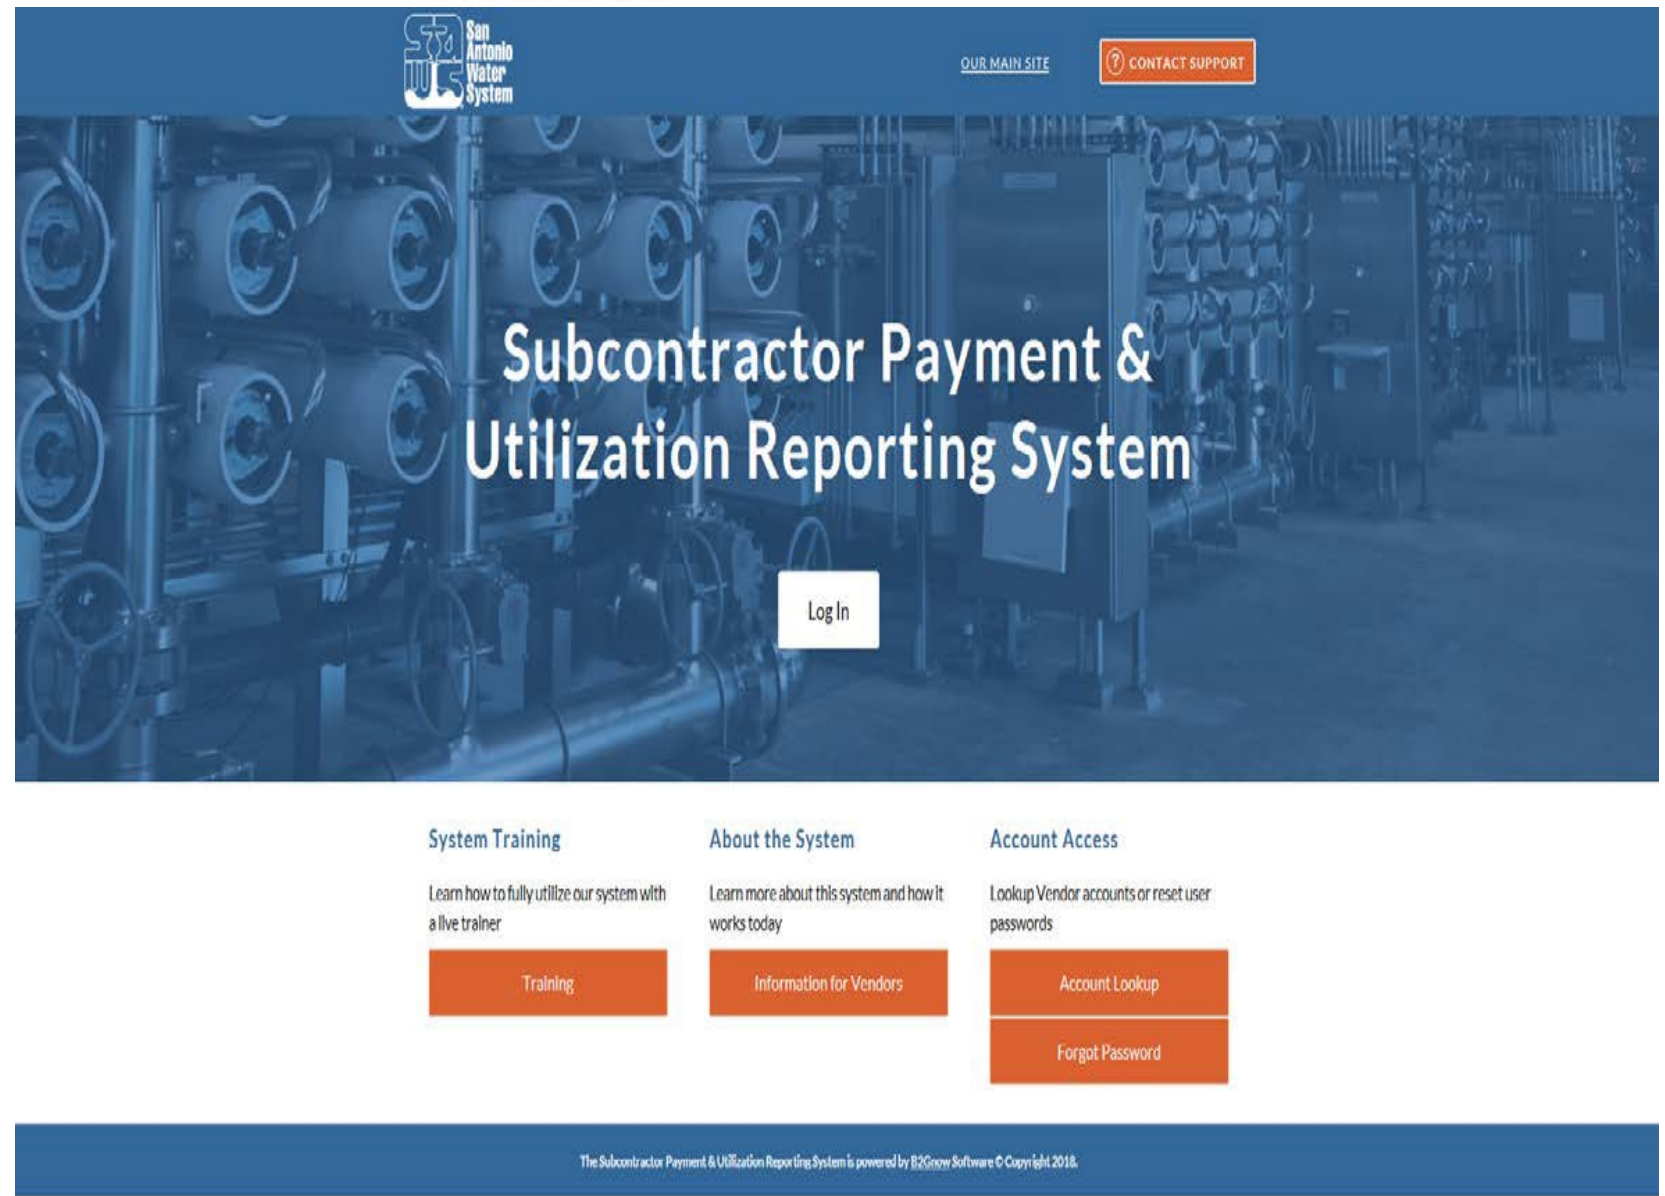 San
Antonio
Water
System
OUR MAIN SITE
? CONTACT SUPPORT
Subcontractor Payment &
Utilization Reporting System
Log In
System Training
Learn how to fully utilize our system with
a live trainer
Training
About the System
Learn more about this system and how it
works today
Information for Vendors
Account Access
Lookup Vendor accounts or reset user
passwords
Account Lookup
Forgot Password
The Subcontractor Payment & Utilization Reporting System is powered by B2Gnow Software © Copyright 2018.